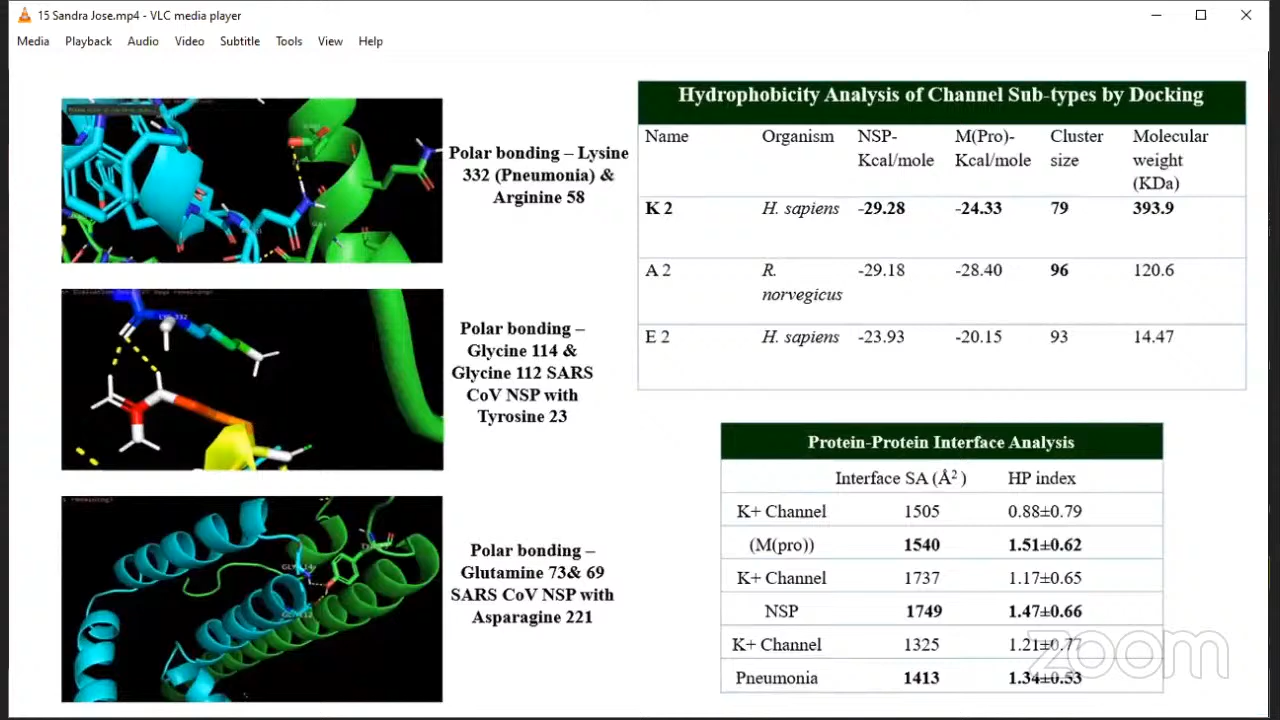 15 Sandra Jose.mp4 - VLC media player
Media Playback Audio Video Subtitle Tools View Help
Polar bonding – Lysine
332 (Pneumonia) &
Arginine 58
LYS 332
Polar bonding –
Glycine 114 &
Glycine 112 SARS
CoV NSP with
Tyrosine 23
Polar bonding –
Glutamine 73& 69
SARS CoV NSP with
Asparagine 221
Hydrophobicity Analysis of Channel Sub-types by Docking
Name Organism NSP- M(Pro)- Cluster Molecular
Kcal/mole Kcal/mole size weight
(KDa)
K 2 H. sapiens -29.28 -24.33 79 393.9
A 2 R. -29.18 -28.40 96 120.6
norvegicus
E 2 H. sapiens -23.93 -20.15 93 14.47
Protein-Protein Interface Analysis
Interface SA (Å2 ) HP index
K+ Channel 1505 0.88±0.79
(M(pro)) 1540 1.51±0.62
K+ Channel 1737 1.17±0.65
NSP 1749 1.47±0.66
K+ Channel 1325 1.21±0.77
Pneumonia 1413 1.34±0.53
zoom